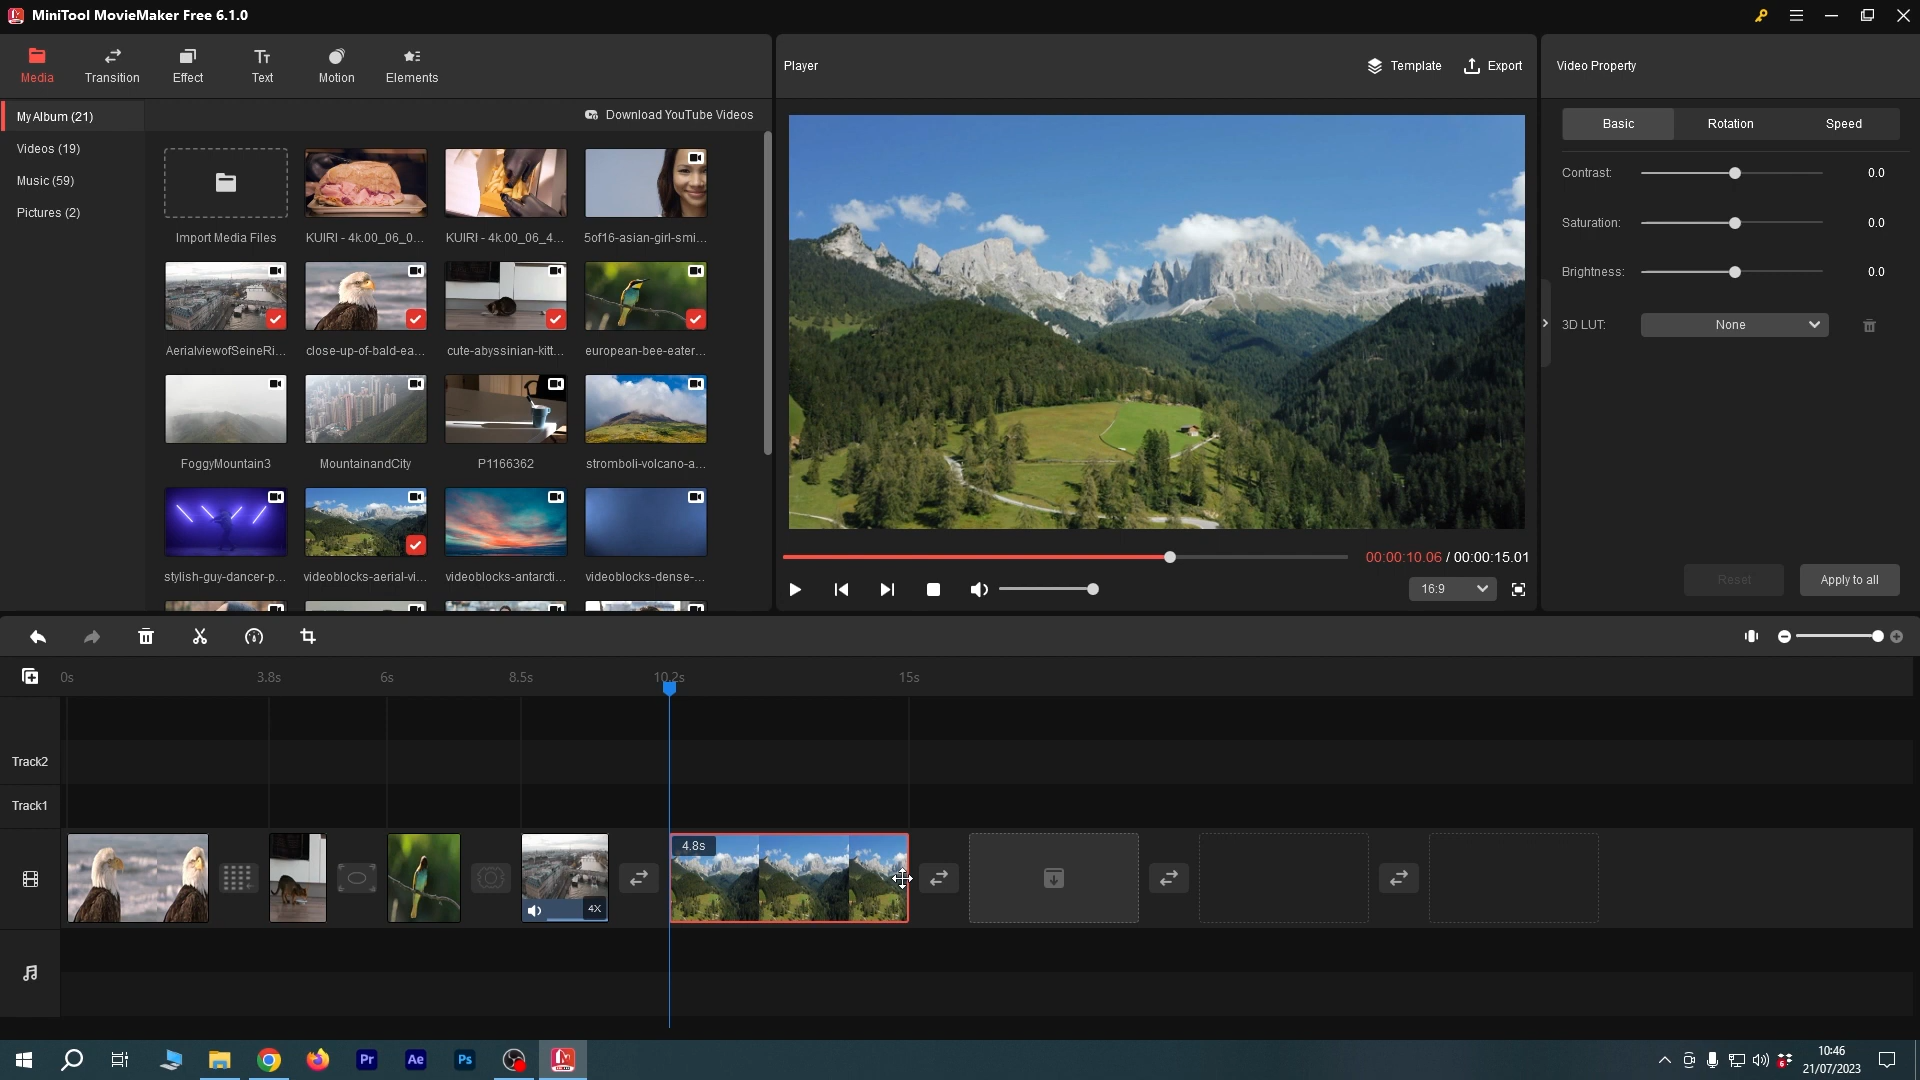 MiniTool MovieMaker Free 6.1.0
Media
Transition
Effect
Text
Motion
Elements
Player
Template
Export
Video Property
My Album (21)
Videos (19)
Music (59)
Pictures (2)
Download YouTube Videos
Import Media Files
KUIRI - 4k.00_06_0...
KUIRI - 4k.00_06_4...
5of16-asian-girl-smi...
AerialviewofSeineRi...
close-up-of-bald-ea...
cute-abyssinian-kitt...
european-bee-eater...
FoggyMountain3
MountainandCity
P1166362
stromboli-volcano-a...
stylish-guy-dancer-p...
videoblocks-aerial-vi...
videoblocks-antarcti...
videoblocks-dense-...
00:00:10.06 / 00:00:15.01
16:9
Basic
Rotation
Speed
Contrast:
0.0
Saturation:
0.0
Brightness:
0.0
3D LUT:
None
Reset
Apply to all
0s
3.8s
6s
8.5s
10.2s
15s
Track2
Track1
4X
4.8s
Pr
Ae
Ps
10:46
21/07/2023